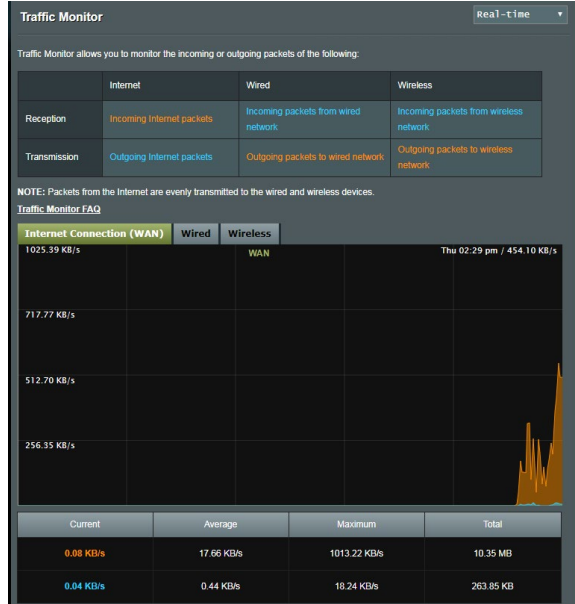 Traffic Monitor
Real-time
Traffic Monitor allows you to monitor the incoming or outgoing packets of the following:
Internet Wired Wireless
Reception Incoming Internet packets Incoming packets from wired network Incoming packets from wireless network
Transmission Outgoing Internet packets Outgoing packets to wired network Outgoing packets to wireless network
NOTE: Packets from the Internet are evenly transmitted to the wired and wireless devices.
Traffic Monitor FAQ
Internet Connection (WAN) Wired Wireless
1025.39 KB/s WAN Thu 02:29 pm / 454.10 KB/s
717.77 KB/s
512.70 KB/s
256.35 KB/s
Current Average Maximum Total
0.08 KB/s 17.66 KB/s 1013.22 KB/s 10.35 MB
0.04 KB/s 0.44 KB/s 18.24 KB/s 263.85 KB